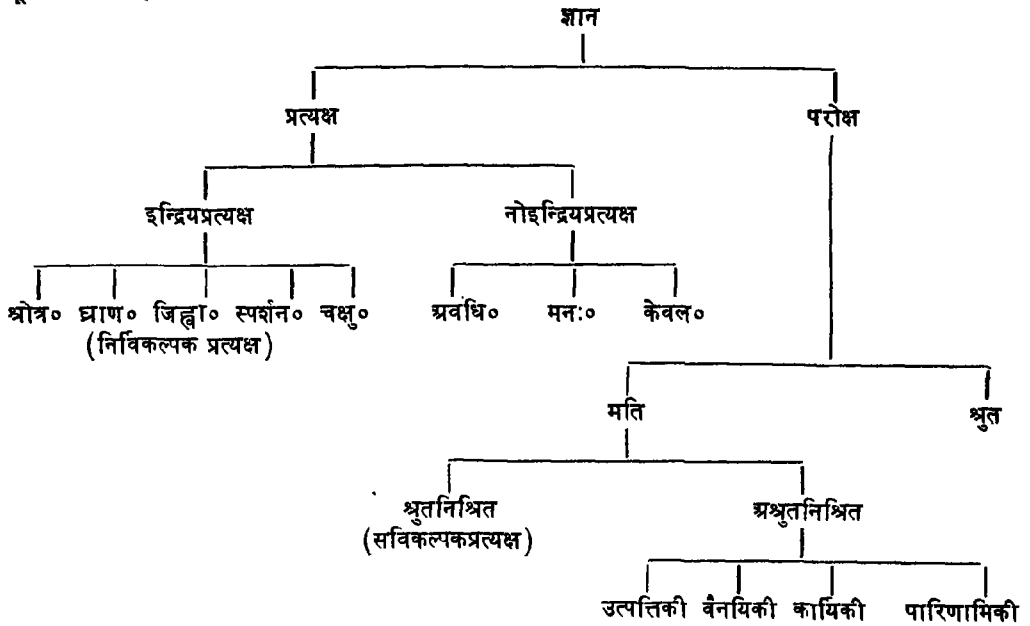 ज्ञान
प्रत्यक्ष परोक्ष
इन्द्रियप्रत्यक्ष नोइन्द्रियप्रत्यक्ष
श्रोत्र० घ्राण० जिह्वा० स्पर्शन० चक्षु० अवधि० मनः० केवल०
(निर्विकल्पक प्रत्यक्ष)
मति श्रुत
श्रुतनिश्रित अश्रुतनिश्रित
(सविकल्पकप्रत्यक्ष)
उत्पत्तिकी वैनयिकी कार्यिकी पारिणामिकी